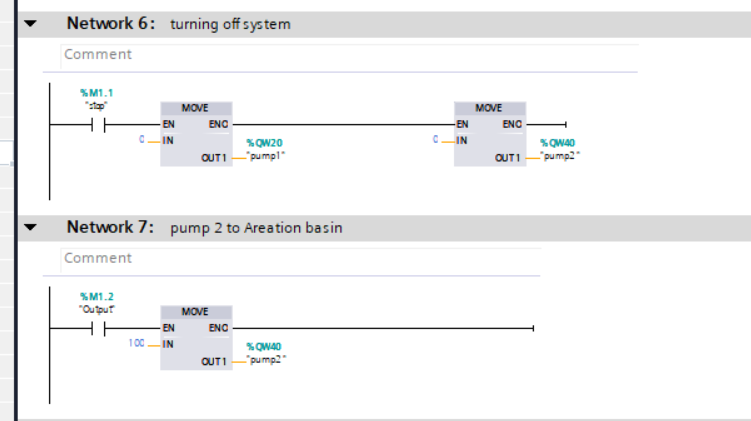 Network 6: turning off system
Comment
%M1.1
"stop"
MOVE
EN ENO
0 IN
%QW20
OUT1 "pump1"
MOVE
EN ENO
0 IN
%QW40
OUT1 "pump2"
Network 7: pump 2 to Areation basin
Comment
%M1.2
"Output"
MOVE
EN ENO
100 IN
%QW40
OUT1 "pump2"